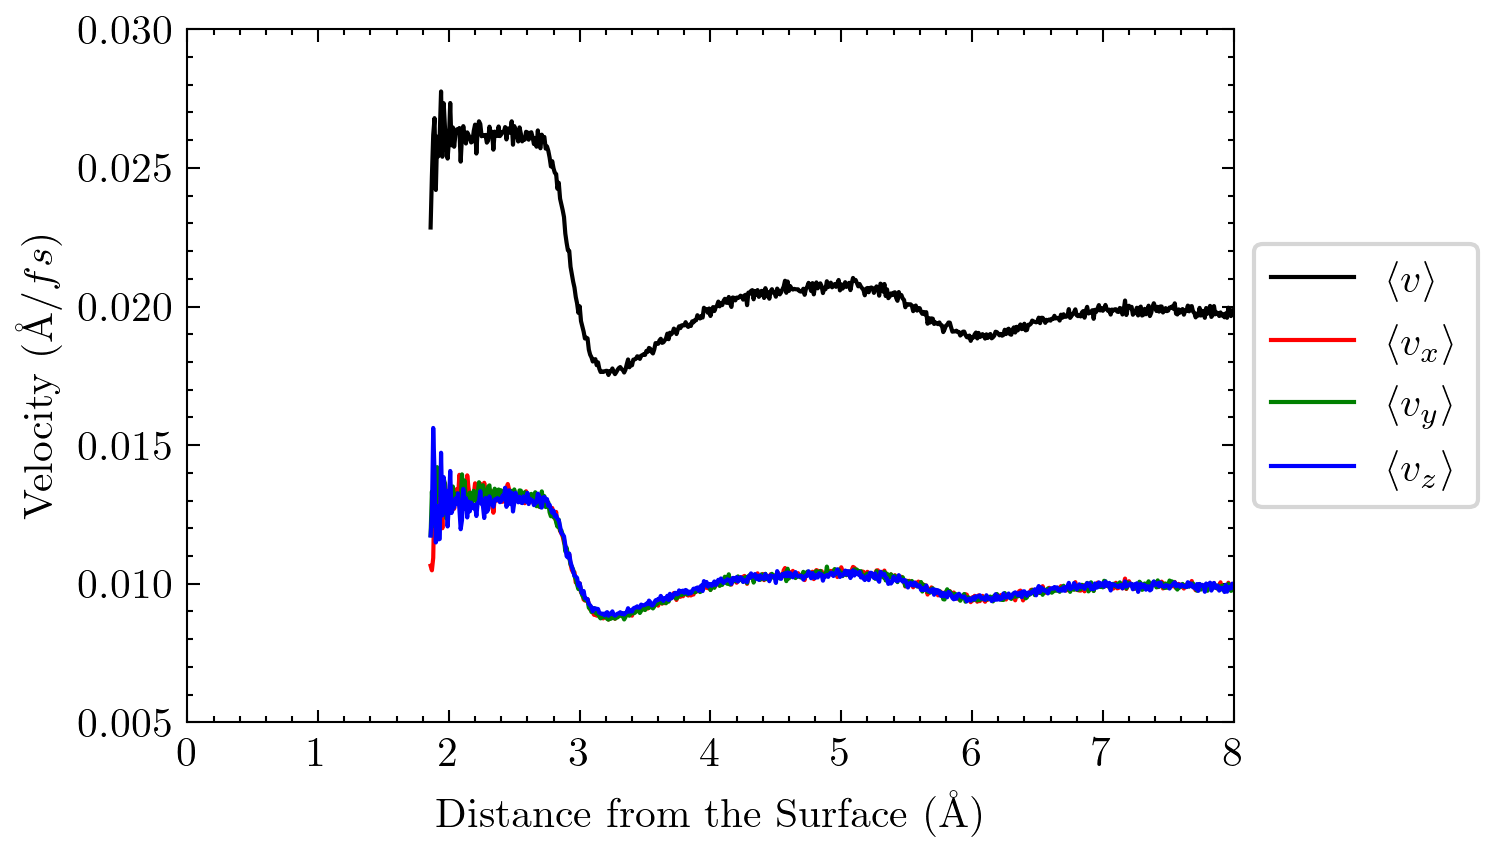 0.030
0.025
0.020
0.015
0.010
0.005
Velocity (Å/fs)
0 1 2 3 4 5 6 7 8
Distance from the Surface (Å)
⟨v⟩
⟨v_x⟩
⟨v_y⟩
⟨v_z⟩